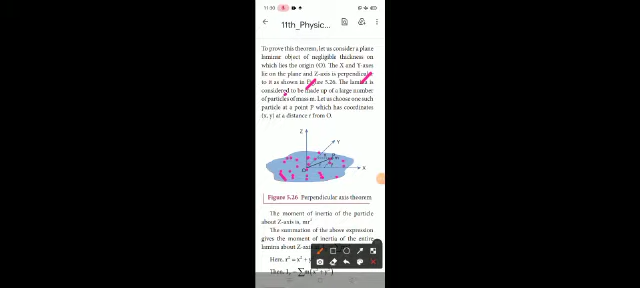 11:50
11th_Physic...
To prove this theorem, let us consider a plane
laminar object of negligible thickness on
which lies the origin (O). The X and Y-axes
lie on the plane and Z-axis is perpendicular
to it as shown in Figure 5.26. The lamina is
considered to be made up of a large number
of particles of mass m. Let us choose one such
particle at a point P which has coordinates
(x, y) at a distance r from O.
Z
Y
X
O
Figure 5.26 Perpendicular axis theorem
The moment of inertia of the particle
about Z-axis is, mr²
The summation of the above expression
gives the moment of inertia of the entire
lamina about Z-axis
Here, r² = x² + y
Then, I = ∑ m(x² + y²)